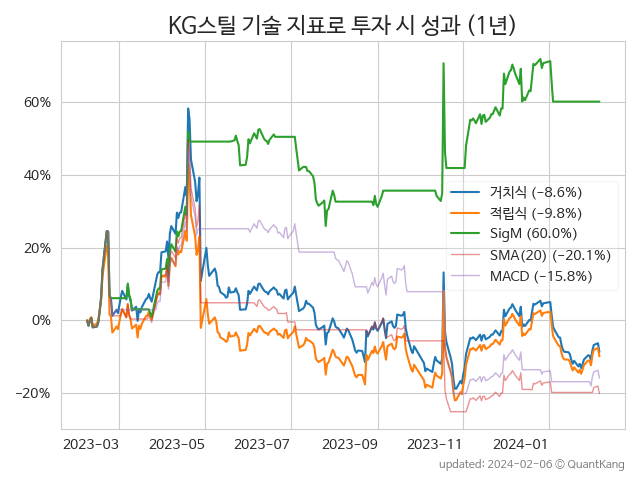 KG스틸 기술 지표로 투자 시 성과 (1년)
60%
40%
20%
0%
−20%
거치식 (−8.6%)
적립식 (−9.8%)
SigM (60.0%)
SMA(20) (−20.1%)
MACD (−15.8%)
2023-03 2023-05 2023-07 2023-09 2023-11 2024-01
updated: 2024-02-06 ⓒ QuantKang